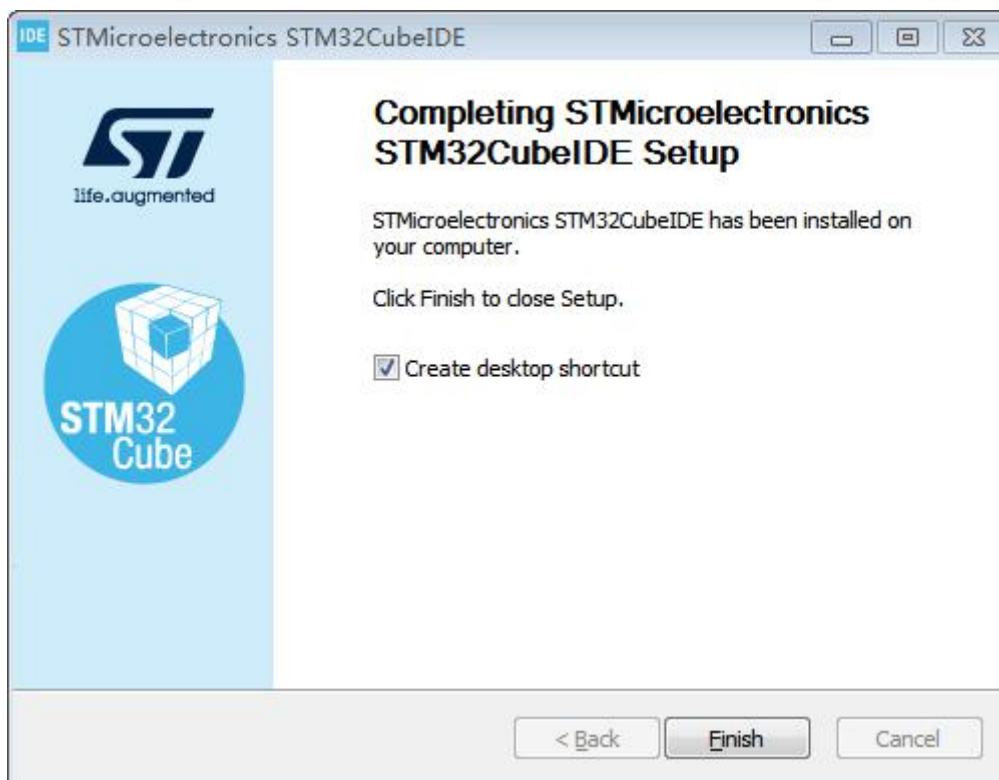 IDE STMicroelectronics STM32CubeIDE
life.augmented
STM32
Cube
Completing STMicroelectronics
STM32CubeIDE Setup
STMicroelectronics STM32CubeIDE has been installed on
your computer.
Click Finish to close Setup.
Create desktop shortcut
< Back
Finish
Cancel